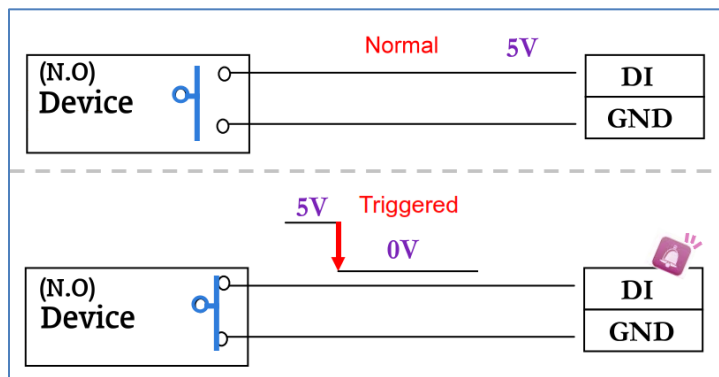 Normal 5V
(N.O)
Device
DI
GND
5V Triggered
0V
(N.O)
Device
DI
GND